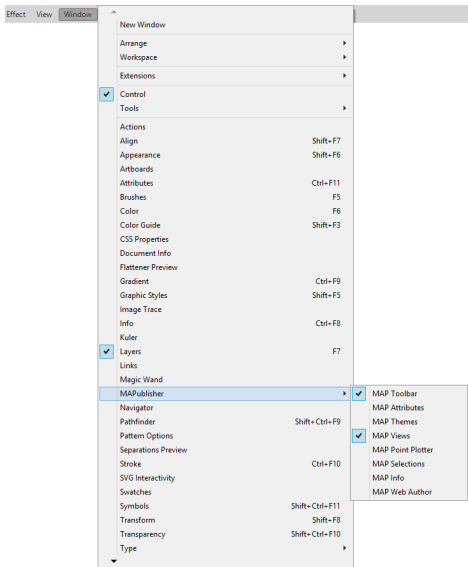 Effect View Window
New Window
Arrange
Workspace
Extensions
Control
Tools
Actions
Align Shift+F7
Appearance Shift+F6
Artboards
Attributes Ctrl+F11
Brushes F5
Color F6
Color Guide Shift+F3
CSS Properties
Document Info
Flattener Preview
Gradient Ctrl+F9
Graphic Styles Shift+F5
Image Trace
Info Ctrl+F8
Kuler
Layers F7
Links
Magic Wand
MAPublisher
Navigator
Pathfinder Shift+Ctrl+F9
Pattern Options
Separations Preview
Stroke Ctrl+F10
SVG Interactivity
Swatches
Symbols Shift+Ctrl+F11
Transform Shift+F8
Transparency Shift+Ctrl+F10
Type
MAP Toolbar
MAP Attributes
MAP Themes
MAP Views
MAP Point Plotter
MAP Selections
MAP Info
MAP Web Author